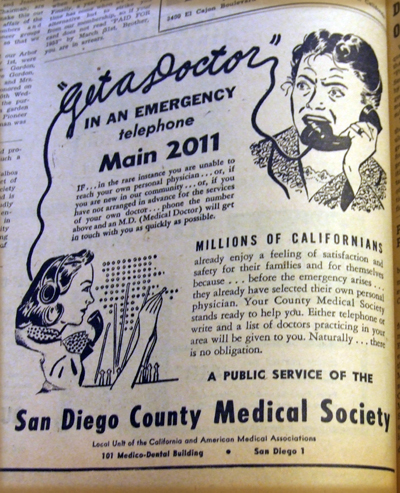 2456 El Cajon Boulevard
"Get a Doctor"
IN AN EMERGENCY
telephone
Main 2011
IF... in the rare instance you are unable to
reach your own personal physician... or, if
you are new in our community... or, if you
have not arranged in advance for the services
of your own doctor... phone the number
above and an M.D. (Medical Doctor) will get
in touch with you as quickly as possible.
MILLIONS OF CALIFORNIANS
already enjoy a feeling of satisfaction and
safety for their families and for themselves
because... before the emergency arises...
they already have selected their own personal
physician. Your County Medical Society
stands ready to help you. Either telephone or
write and a list of doctors practicing in your
area will be given to you. Naturally... there
is no obligation.
A PUBLIC SERVICE OF THE
San Diego County Medical Society
Local Unit of the California and American Medical Associations
101 Medico-Dental Building • San Diego 1